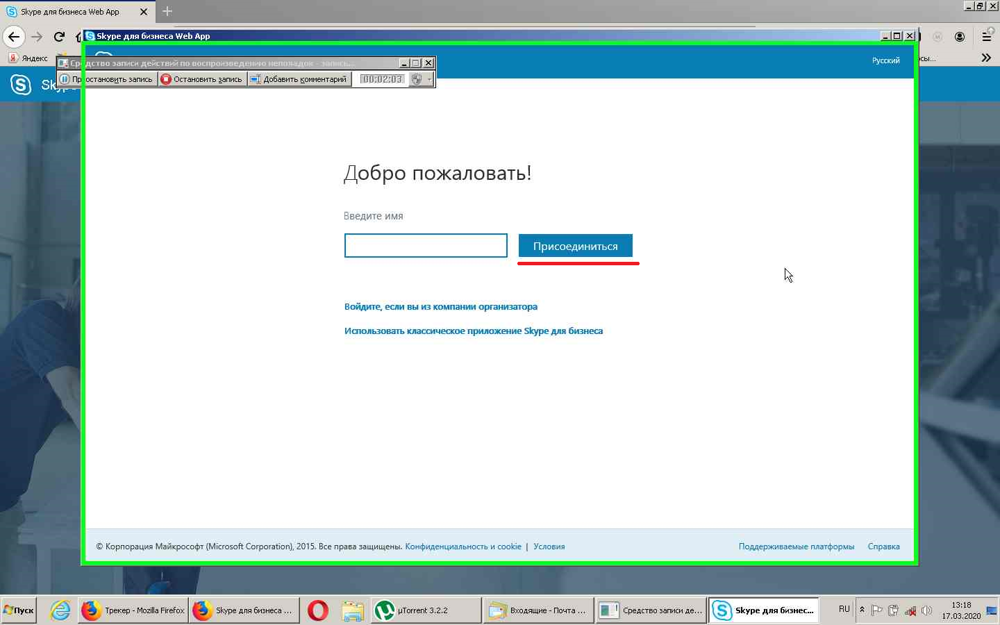 Skype для бизнеса Web App
Skype для бизнеса Web App
Яндекс
Русский
Средство записи действий по воспроизведению неполадок - запись...
Приостановить запись
Остановить запись
Добавить комментарий
00:02:03
Добро пожаловать!
Введите имя
Присоединиться
Войдите, если вы из компании организатора
Использовать классическое приложение Skype для бизнеса
© Корпорация Майкрософт (Microsoft Corporation), 2015. Все права защищены. Конфиденциальность и cookie | Условия
Поддерживаемые платформы Справка
Пуск
Трекер - Mozilla Firefox
Skype для бизнеса ...
µTorrent 3.2.2
Входящие - Почта ...
Средство записи де...
Skype для бизнес...
RU
13:18
17.03.2020